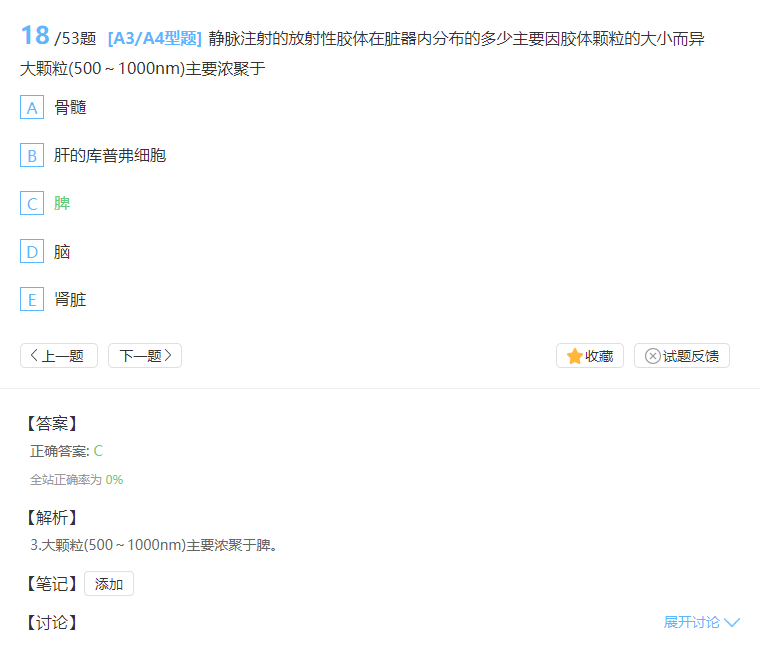 18 /53题 [A3/A4型题] 静脉注射的放射性胶体在脏器内分布的多少主要因胶体颗粒的大小而异
大颗粒(500～1000nm)主要浓聚于
A 骨髓
B 肝的库普弗细胞
C 脾
D 脑
E 肾脏
上一题 下一题 收藏 试题反馈
【答案】
正确答案: C
全站正确率为 0%
【解析】
3.大颗粒(500～1000nm)主要浓聚于脾。
【笔记】 添加
【讨论】 展开讨论